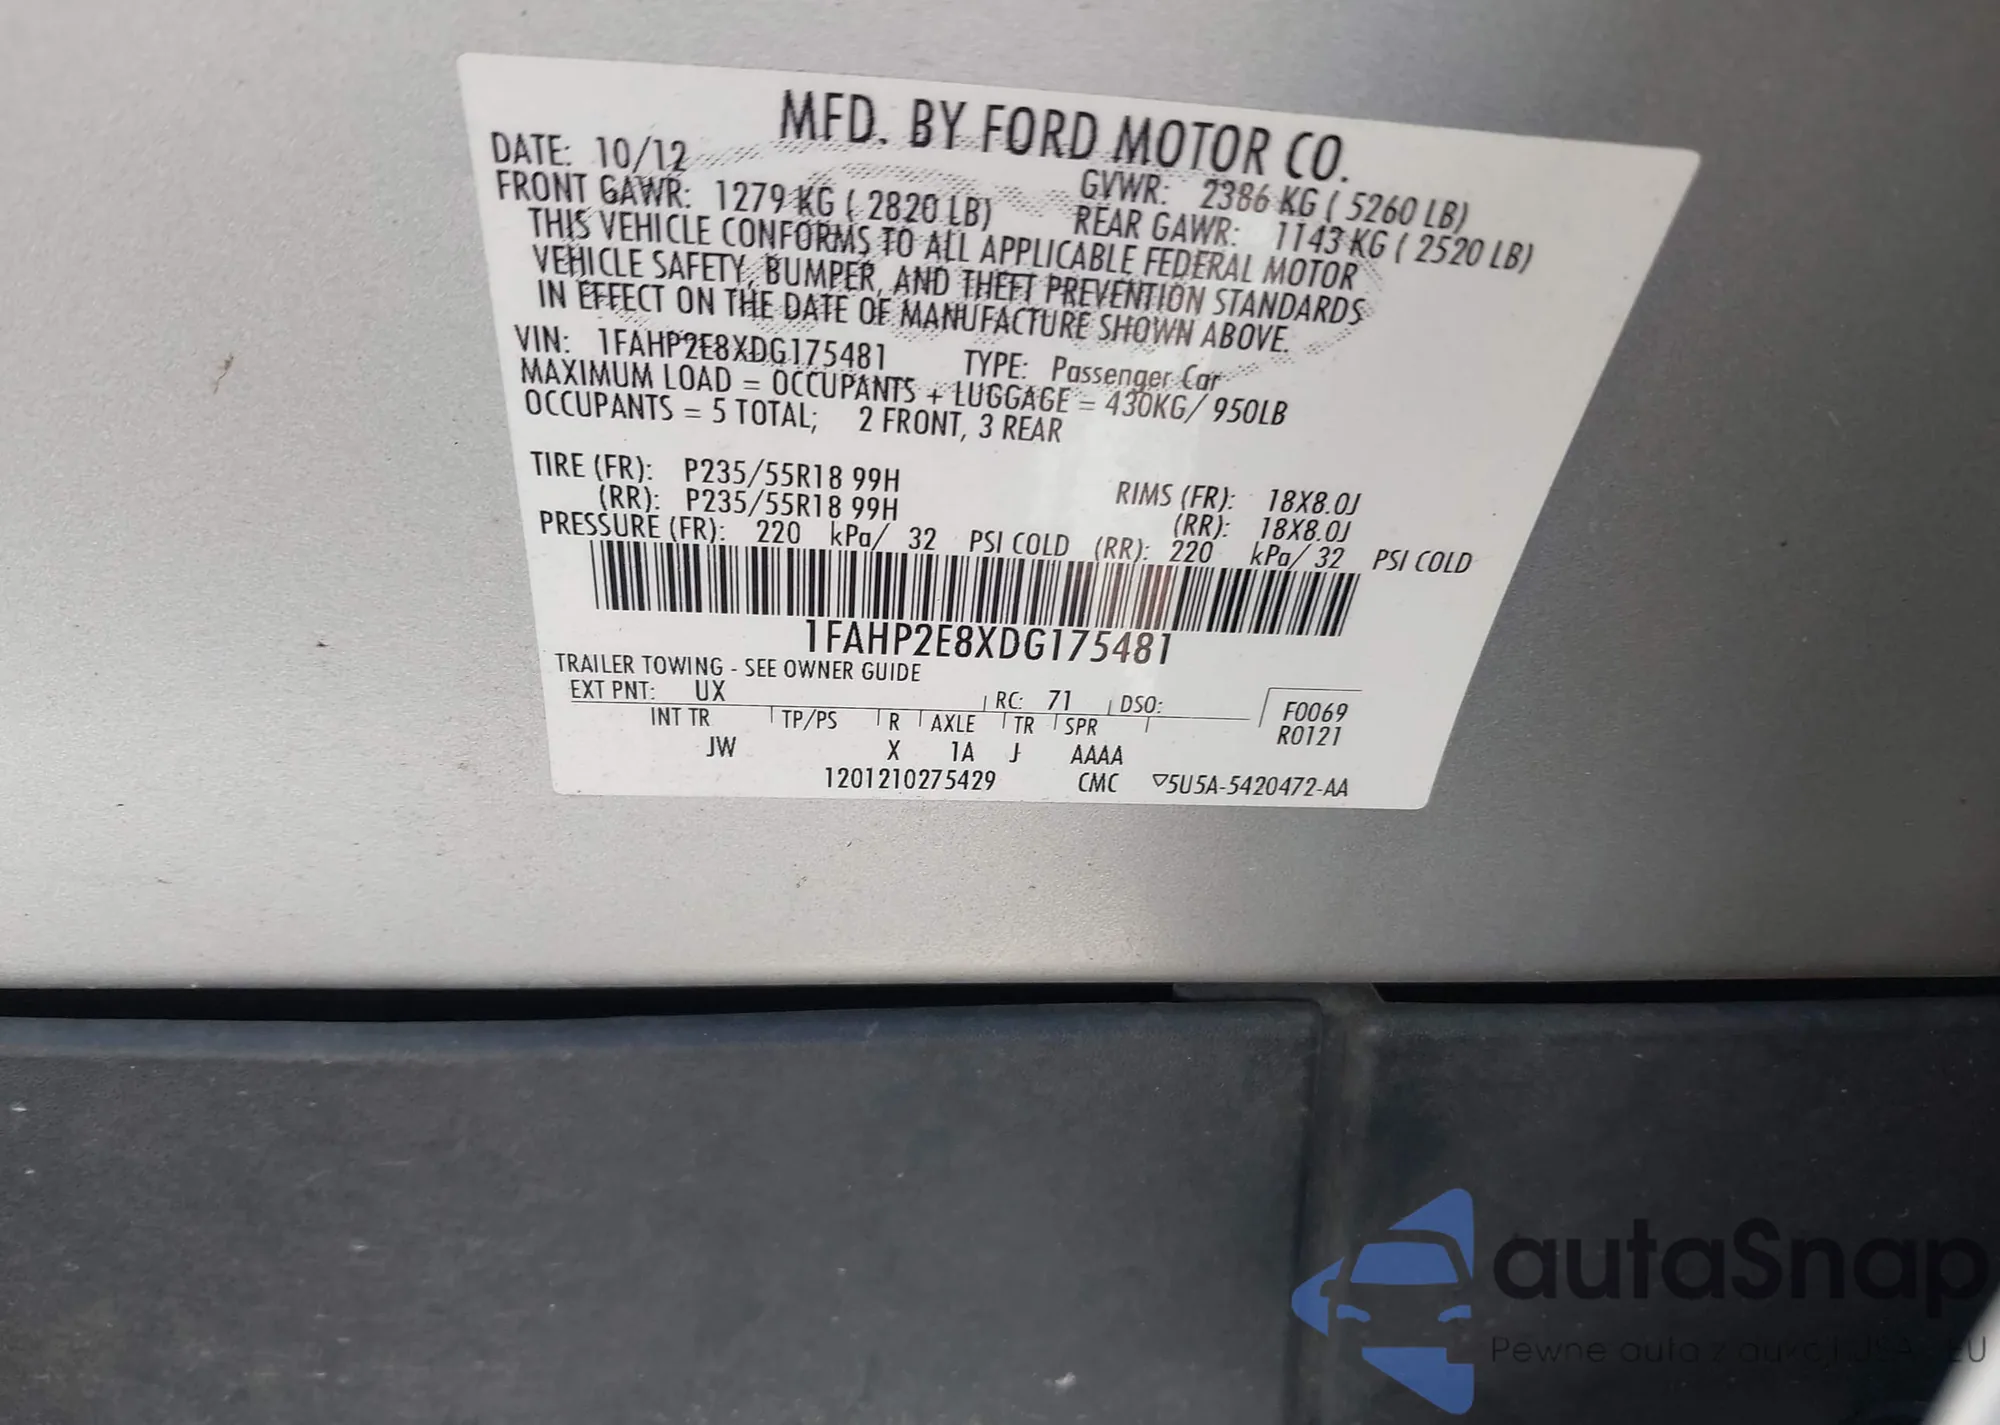 MFD. BY FORD MOTOR CO.
DATE: 10/12 GVWR: 2386 KG ( 5260 LB)
FRONT GAWR: 1279 KG ( 2820 LB) REAR GAWR: 1143 KG ( 2520 LB)
THIS VEHICLE CONFORMS TO ALL APPLICABLE FEDERAL MOTOR
VEHICLE SAFETY, BUMPER, AND THEFT PREVENTION STANDARDS
IN EFFECT ON THE DATE OF MANUFACTURE SHOWN ABOVE.
VIN: 1FAHP2E8XDG175481 TYPE: Passenger Car
MAXIMUM LOAD = OCCUPANTS + LUGGAGE = 430KG/ 950LB
OCCUPANTS = 5 TOTAL; 2 FRONT, 3 REAR
TIRE (FR): P235/55R18 99H RIMS (FR): 18X8.0J
(RR): P235/55R18 99H (RR): 18X8.0J
PRESSURE (FR): 220 kPa/ 32 PSI COLD (RR): 220 kPa/ 32 PSI COLD
1FAHP2E8XDG175481
TRAILER TOWING - SEE OWNER GUIDE
EXT PNT: UX RC: 71 DSO: F0069
INT TR TP/PS R AXLE TR SPR R0121
JW X 1A J AAAA
1201210275429 CMC 5U5A-5420472-AA
autaSnap
Pewne auta z aukcji USA i EU